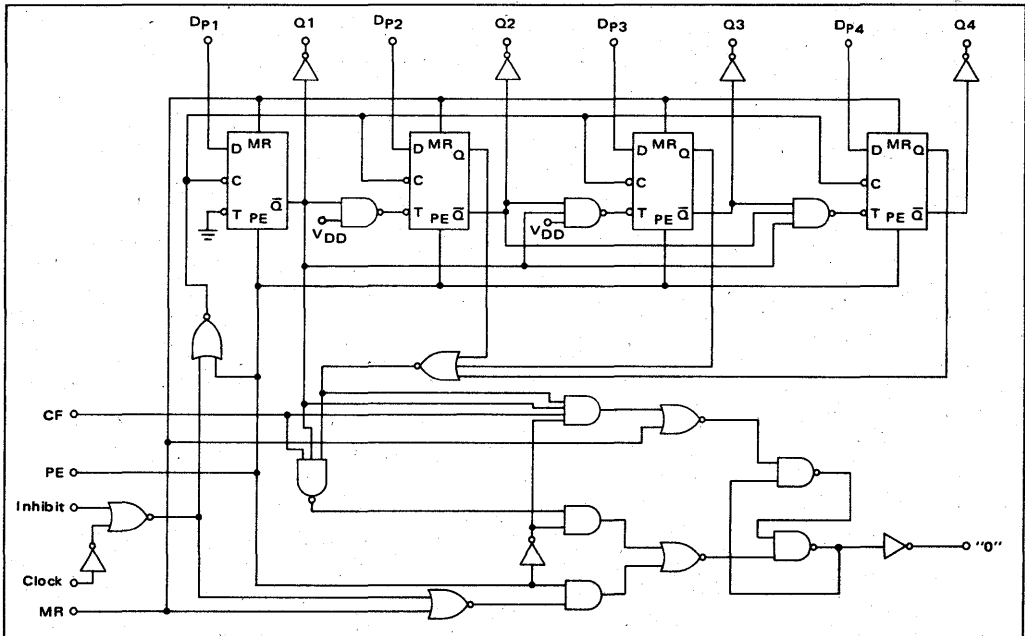 DP1 Q1 DP2 Q2 DP3 Q3 DP4 Q4
D MR
C
T PE Q̅
D MR Q
C
T PE Q̅
D MR Q
C
T PE Q̅
D MR Q
C
T PE Q̅
VDD
VDD
CF
PE
Inhibit
Clock
MR
"0"